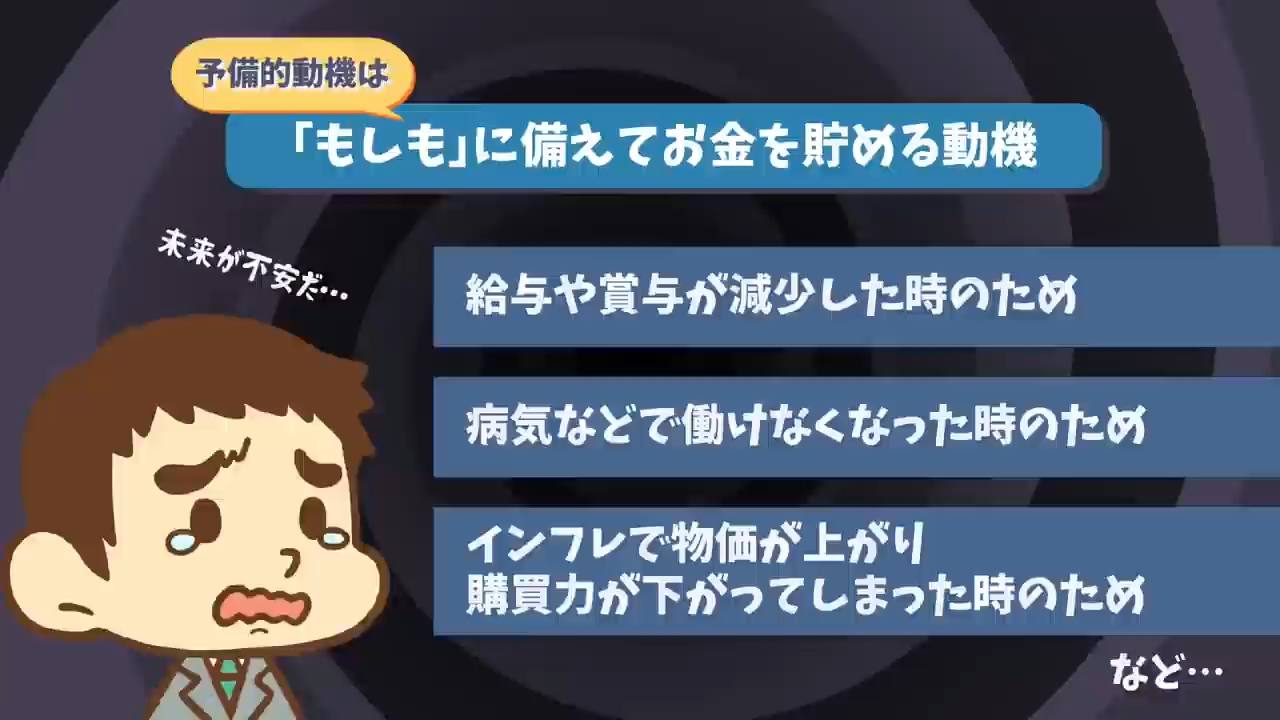 予備的動機は
「もしも」に備えてお金を貯める動機
未来が不安だ…
給与や賞与が減少した時のため
病気などで働けなくなった時のため
インフレで物価が上がり
購買力が下がってしまった時のため
など…